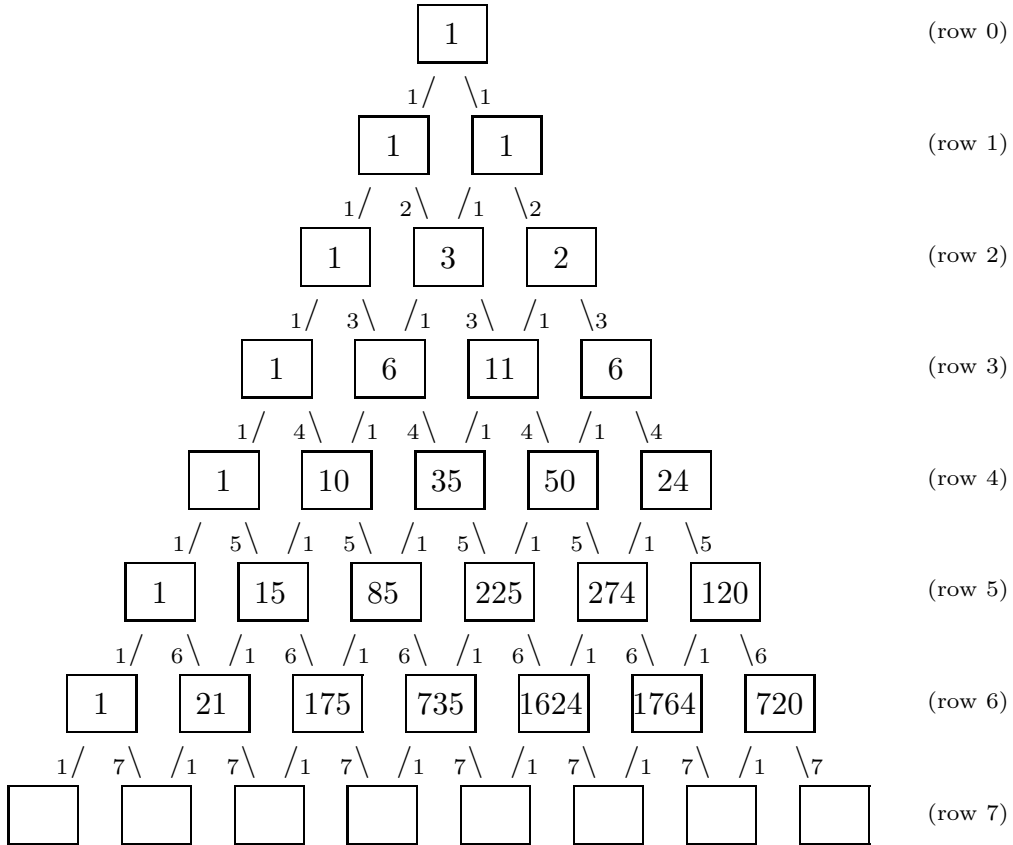 1 (row 0)
1 1
1 1 (row 1)
1 2 1 2
1 3 2 (row 2)
1 3 1 3 1 3
1 6 11 6 (row 3)
1 4 1 4 1 4 1 4
1 10 35 50 24 (row 4)
1 5 1 5 1 5 1 5 1 5
1 15 85 225 274 120 (row 5)
1 6 1 6 1 6 1 6 1 6 1 6
1 21 175 735 1624 1764 720 (row 6)
1 7 1 7 1 7 1 7 1 7 1 7 1 7
(row 7)